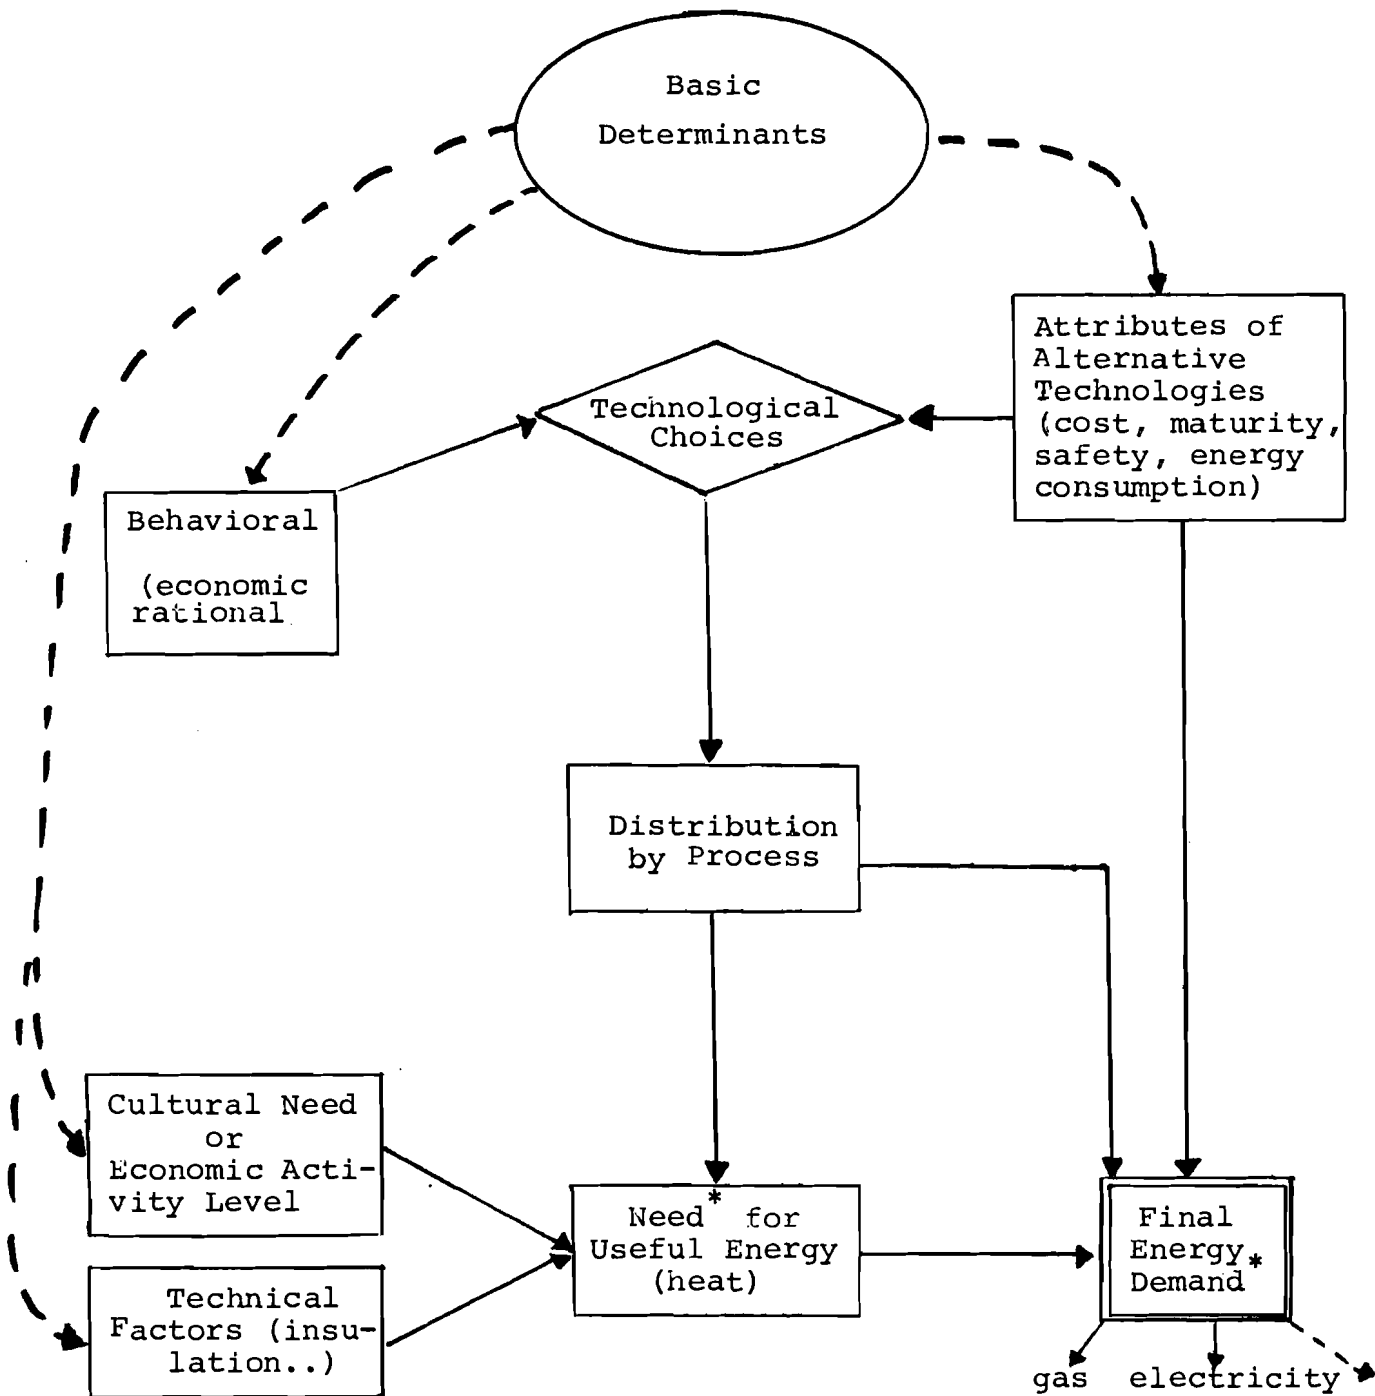 Basic
Determinants
Attributes of
Alternative
Technologies
(cost, maturity,
safety, energy
consumption)
Technological
Choices
Behavioral
(economic
rational
Distribution
by Process
Cultural Need
or
Economic Acti-
vity Level
Technical
Factors (insu-
lation..)
Need* for
Useful Energy
(heat)
Final
Energy
Demand*
gas electricity